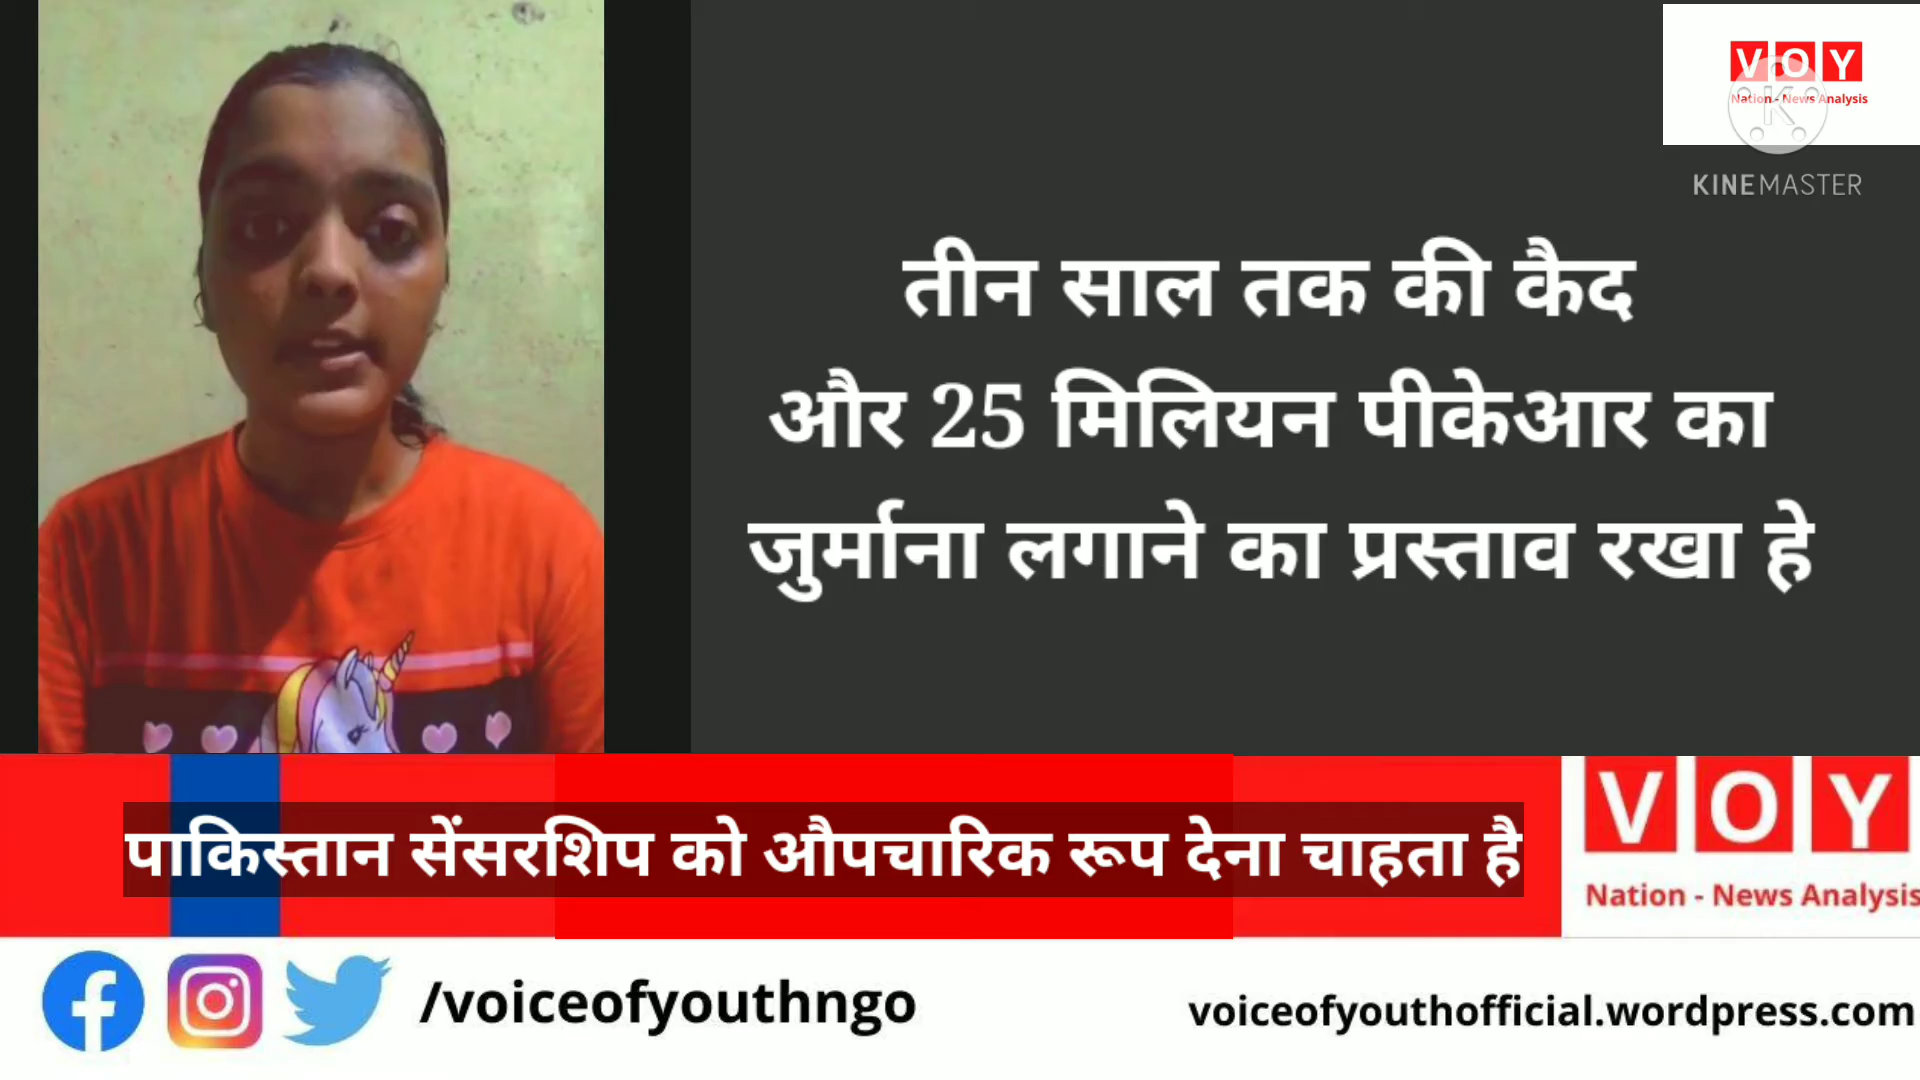 VOY
Nation - News Analysis
KINEMASTER
तीन साल तक की कैद
और 25 मिलियन पीकेआर का
जुर्माना लगाने का प्रस्ताव रखा हे
पाकिस्तान सेंसरशिप को औपचारिक रूप देना चाहता है
VOY
Nation - News Analysis
/voiceofyouthngo
voiceofyouthofficial.wordpress.com